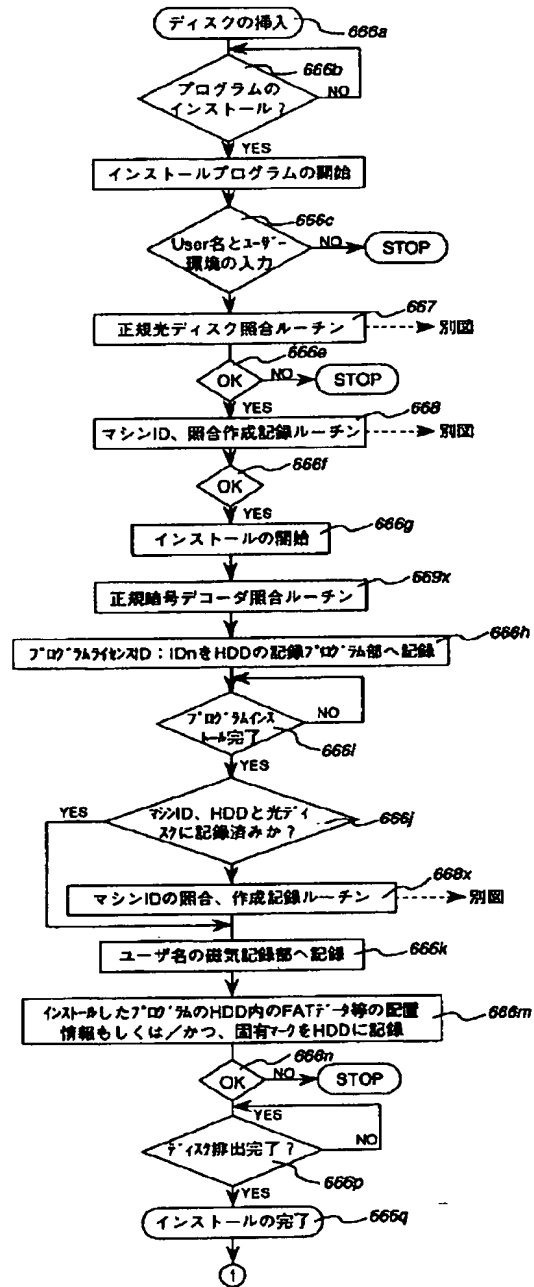 ディスクの挿入
666a
666b
プログラムの
インストール?
NO
YES
インストールプログラムの開始
666c
User名とユーザー
環境の入力
NO
STOP
YES
667
正規光ディスク照合ルーチン
別図
666e
OK
NO
STOP
YES
668
マシンID、照合作成記録ルーチン
別図
666f
OK
YES
666g
インストールの開始
669x
正規暗号デコーダ照合ルーチン
666h
プログラムライセンスID:IDnをHDDの記録プログラム部へ記録
プログラムインス
トール完了
NO
666i
YES
YES
マシンID、HDDと光ディ
スクに記録済みか?
666j
668x
マシンIDの照合、作成記録ルーチン
別図
ユーザ名の磁気記録部へ記録
666k
インストールしたプログラムのHDD内のFATデータ等の配置
情報もしくは/かつ、固有マークをHDDに記録
666m
666n
OK
NO
STOP
YES
ディスク排出完了?
NO
666p
YES
インストールの完了
666q
1